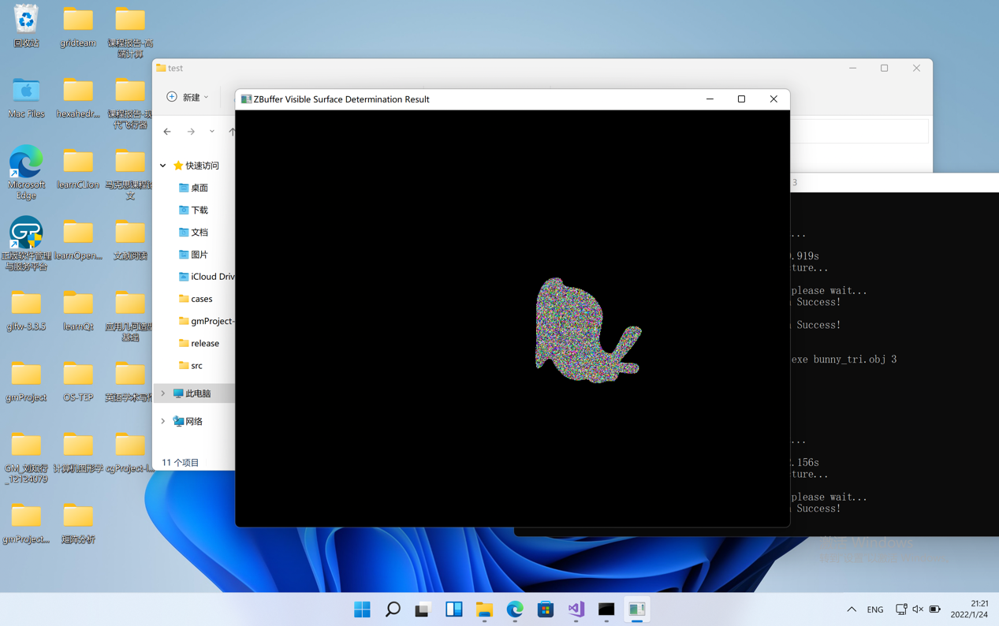 回收站
gridteam
课程报告-高
端计算
Mac Files
hexahedr...
课程报告-现
代飞行器
Microsoft
Edge
learnCLion
马克思课程论
文
正版软件管理
与服务平台
learnOpen...
文献阅读
glfw-3.3.5
learnQt
应用几何造型
基础
gmProject
OS-TEP
英语学术写作
GM_刘知行
_12124079
计算机图形学
cgProject-l...
gmProject...
矩阵分析
test
新建
快速访问
桌面
下载
文档
图片
iCloud Driv
cases
gmProject-
release
src
此电脑
网络
11 个项目
ZBuffer Visible Surface Determination Result
3
...
.919s
ture...
please wait...
Success!
Success!
exe bunny_tri.obj 3
...
.156s
ture...
please wait...
Success!
激活 Windows
ENG
21:21
2022/1/24